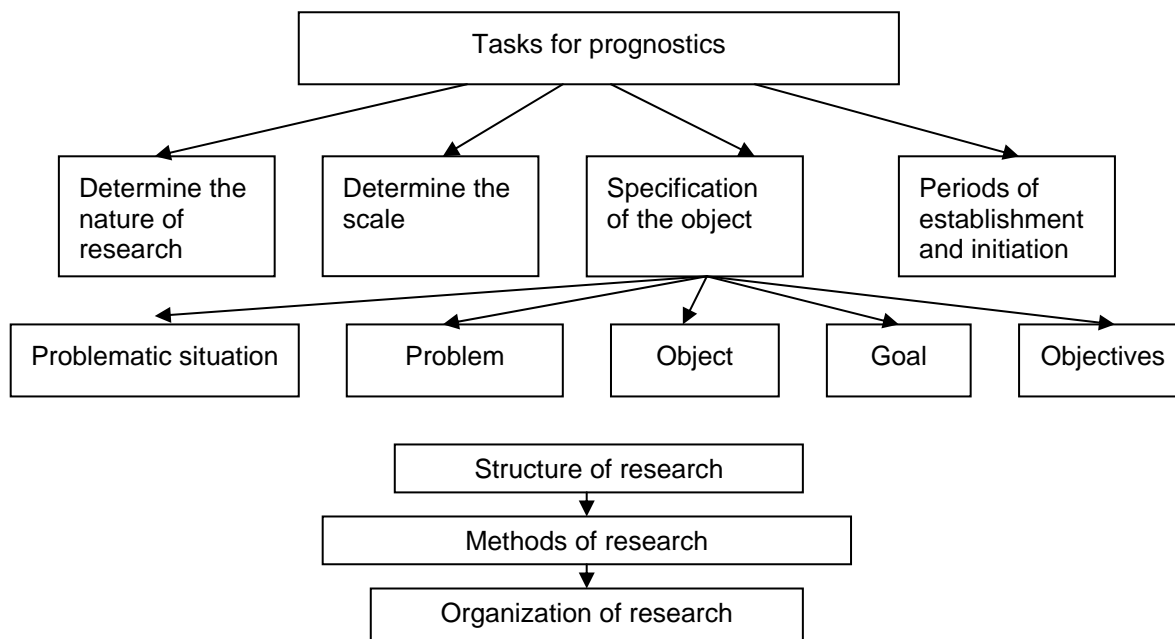 Tasks for prognostics
Determine the
nature of
research
Determine the
scale
Specification
of the object
Periods of
establishment
and initiation
Problematic situation
Problem
Object
Goal
Objectives
Structure of research
Methods of research
Organization of research